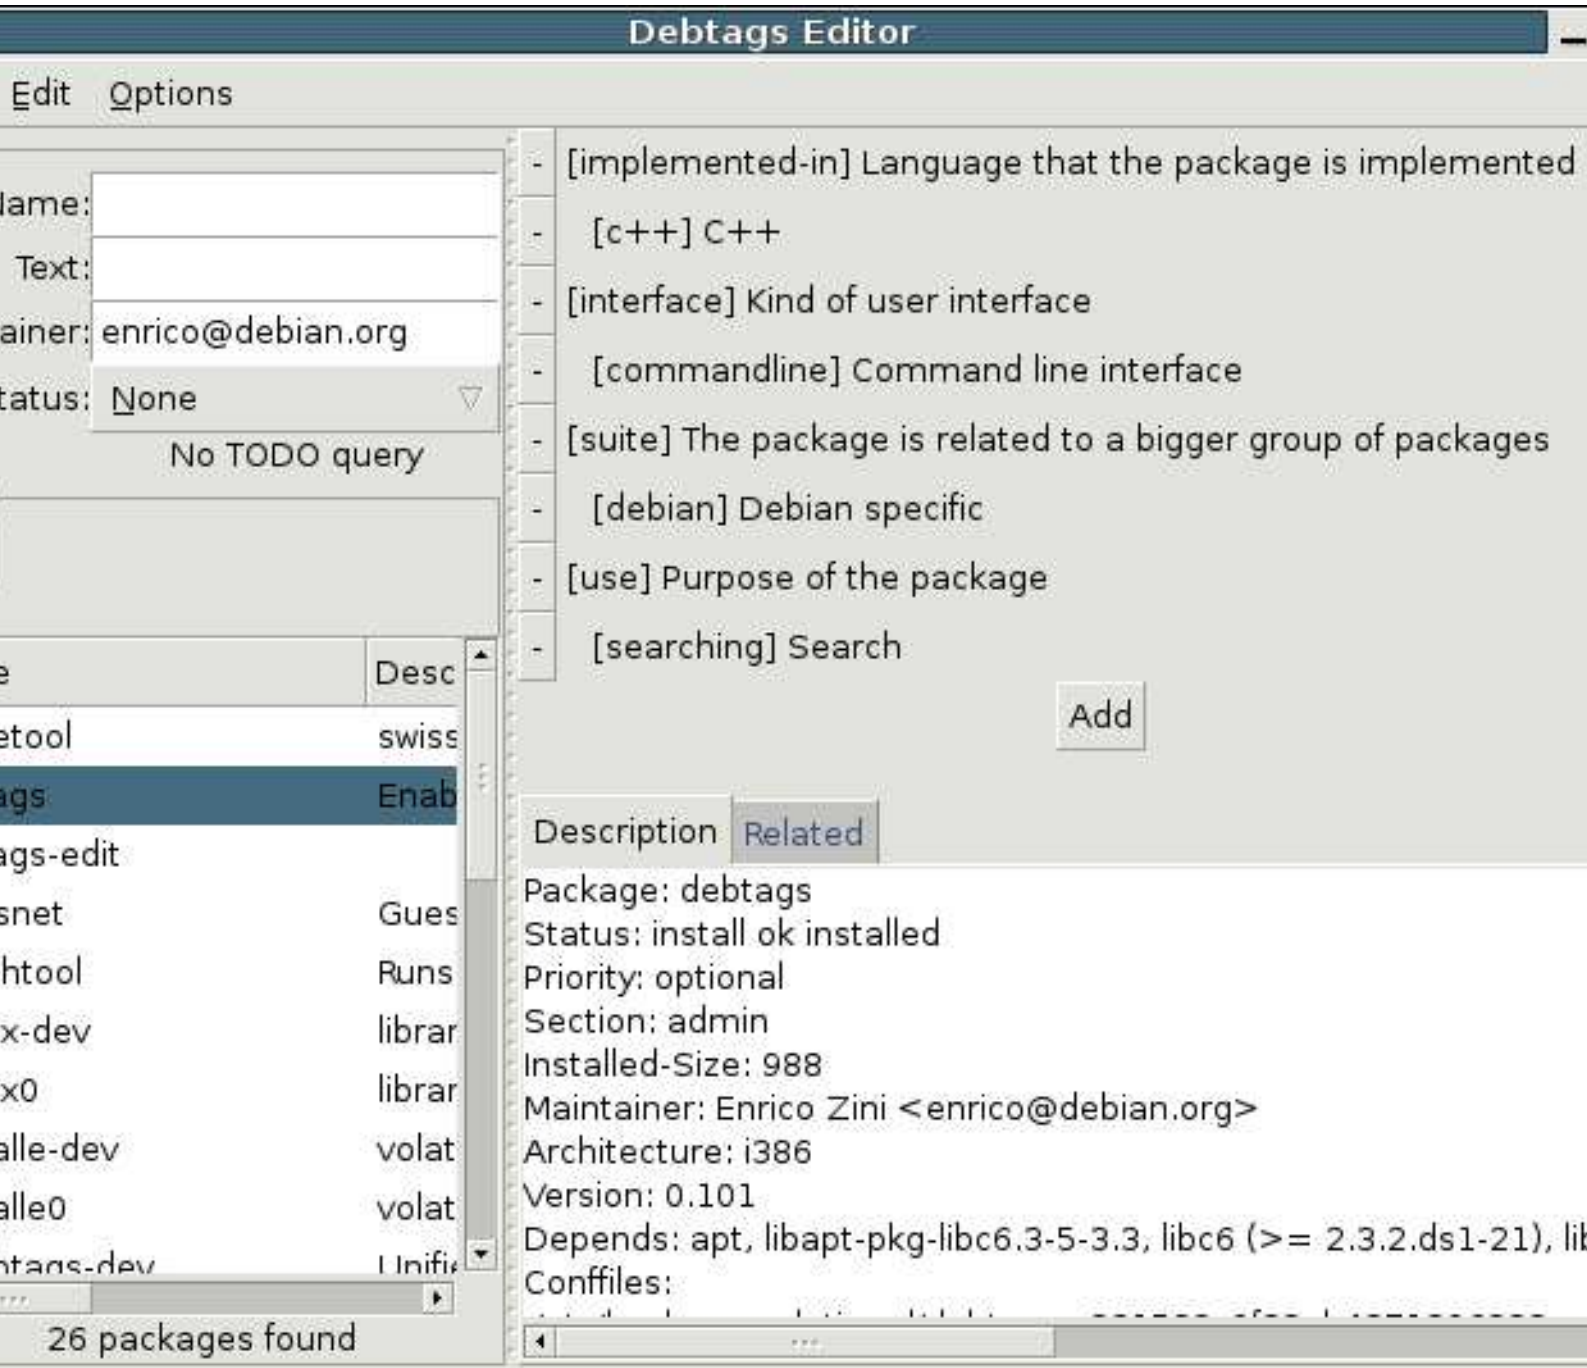 Debtags Editor
Edit Options
Name:
Text:
ainer: enrico@debian.org
tatus: None
No TODO query
e Desc
etool swiss
ags Enab
ags-edit
snet Gues
htool Runs
x-dev librar
x0 librar
alle-dev volat
alle0 volat
ntags-dev Unifie
26 packages found
- [implemented-in] Language that the package is implemented
- [c++] C++
- [interface] Kind of user interface
- [commandline] Command line interface
- [suite] The package is related to a bigger group of packages
- [debian] Debian specific
- [use] Purpose of the package
- [searching] Search
Add
Description Related
Package: debtags
Status: install ok installed
Priority: optional
Section: admin
Installed-Size: 988
Maintainer: Enrico Zini <enrico@debian.org>
Architecture: i386
Version: 0.101
Depends: apt, libapt-pkg-libc6.3-5-3.3, libc6 (>= 2.3.2.ds1-21), lib
Conffiles: